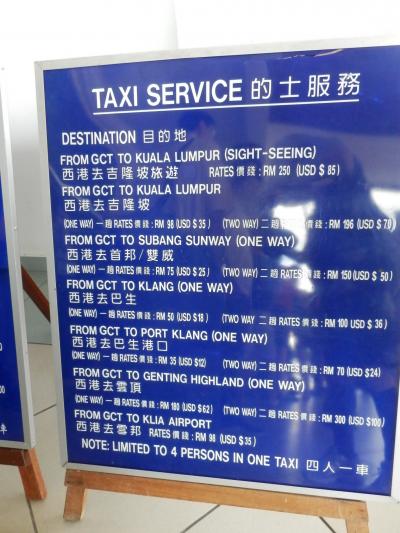 TAXI SERVICE 的士服務
DESTINATION 目的地
FROM GCT TO KUALA LUMPUR (SIGHT-SEEING)
西港去吉隆坡旅遊 RATES 價錢 : RM 250 (USD $ 85)
FROM GCT TO KUALA LUMPUR
西港去吉隆坡
(ONE WAY) 一趟 RATES 價錢 : RM 98 (USD $ 35) (TWO WAY) 二趟 RATES 價錢 : RM 196 (USD $ 70)
FROM GCT TO SUBANG SUNWAY (ONE WAY)
西港去首邦/雙威
(ONE WAY) 一趟 RATES 價錢 : RM 75 (USD $ 25) (TWO WAY) 二趟 RATES 價錢 : RM 150 (USD $ 50)
FROM GCT TO KLANG (ONE WAY)
西港去巴生
(ONE WAY) 一趟 RATES 價錢 : RM 50 (USD $18) (TWO WAY) 二趟 RATES 價錢 : RM 100 (USD $ 36)
FROM GCT TO PORT KLANG (ONE WAY)
西港去巴生港口
(ONE WAY) 一趟 RATES 價錢 : RM 35 (USD $12) (TWO WAY) 二趟 RATES 價錢 : RM 70 (USD $24)
FROM GCT TO GENTING HIGHLAND (ONE WAY)
西港去雲頂
(ONE WAY) 一趟 RATES 價錢 : RM 180 (USD $62) (TWO WAY) 二趟 RATES 價錢 : RM 300 (USD $100)
FROM GCT TO KLIA AIRPORT
西港去雪邦 RATES 價錢 : RM 98 (USD $35)
NOTE: LIMITED TO 4 PERSONS IN ONE TAXI 四人一車